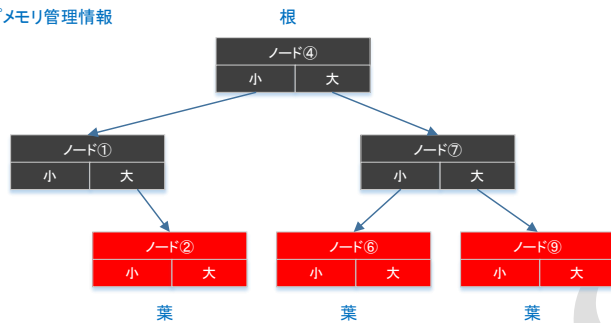 メモリ管理情報
根
ノード④
小 大
ノード①
小 大
ノード⑦
小 大
ノード②
小 大
ノード⑥
小 大
ノード⑨
小 大
葉
葉
葉